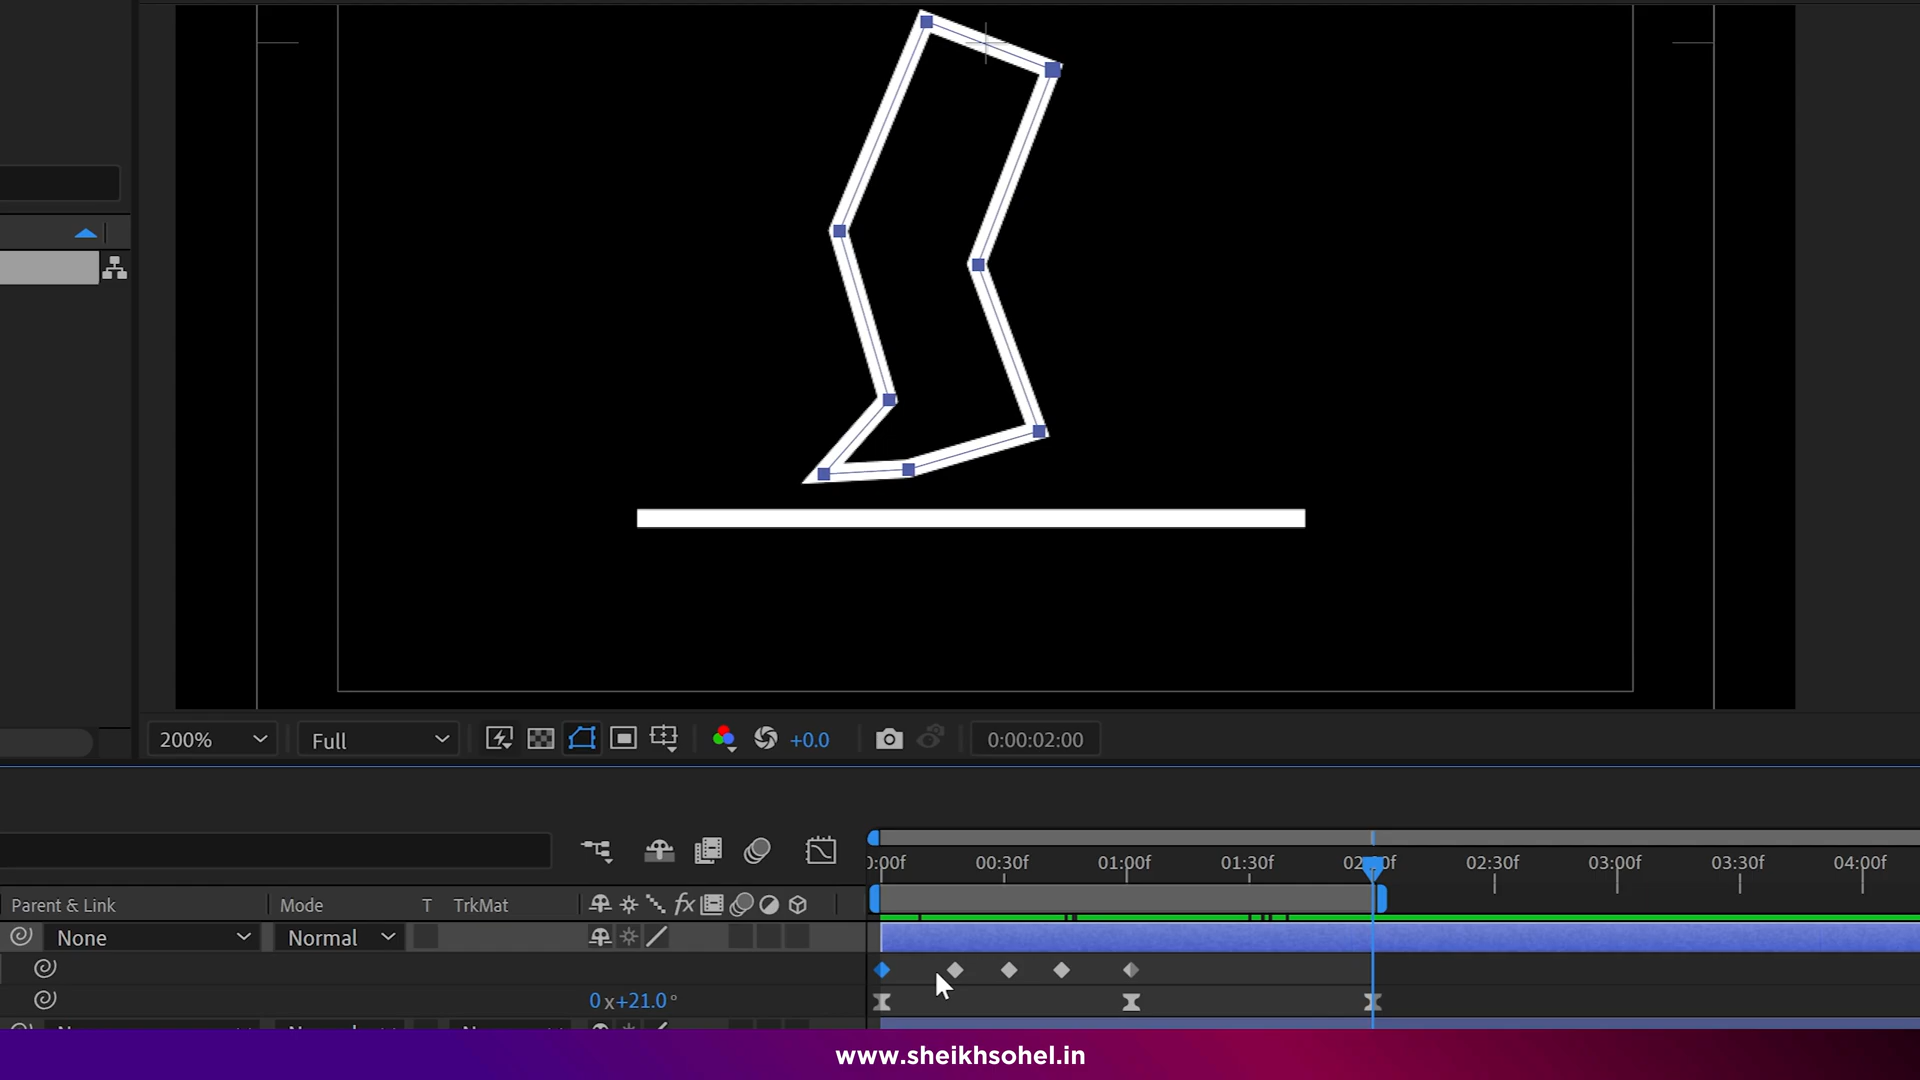 200%
Full
+0.0
0:00:02:00
0:00f 00:30f 01:00f 01:30f 02:00f 02:30f 03:00f 03:30f 04:00f
Parent & Link Mode T TrkMat fx
None Normal
0x+21.0°
www.sheikhsohel.in